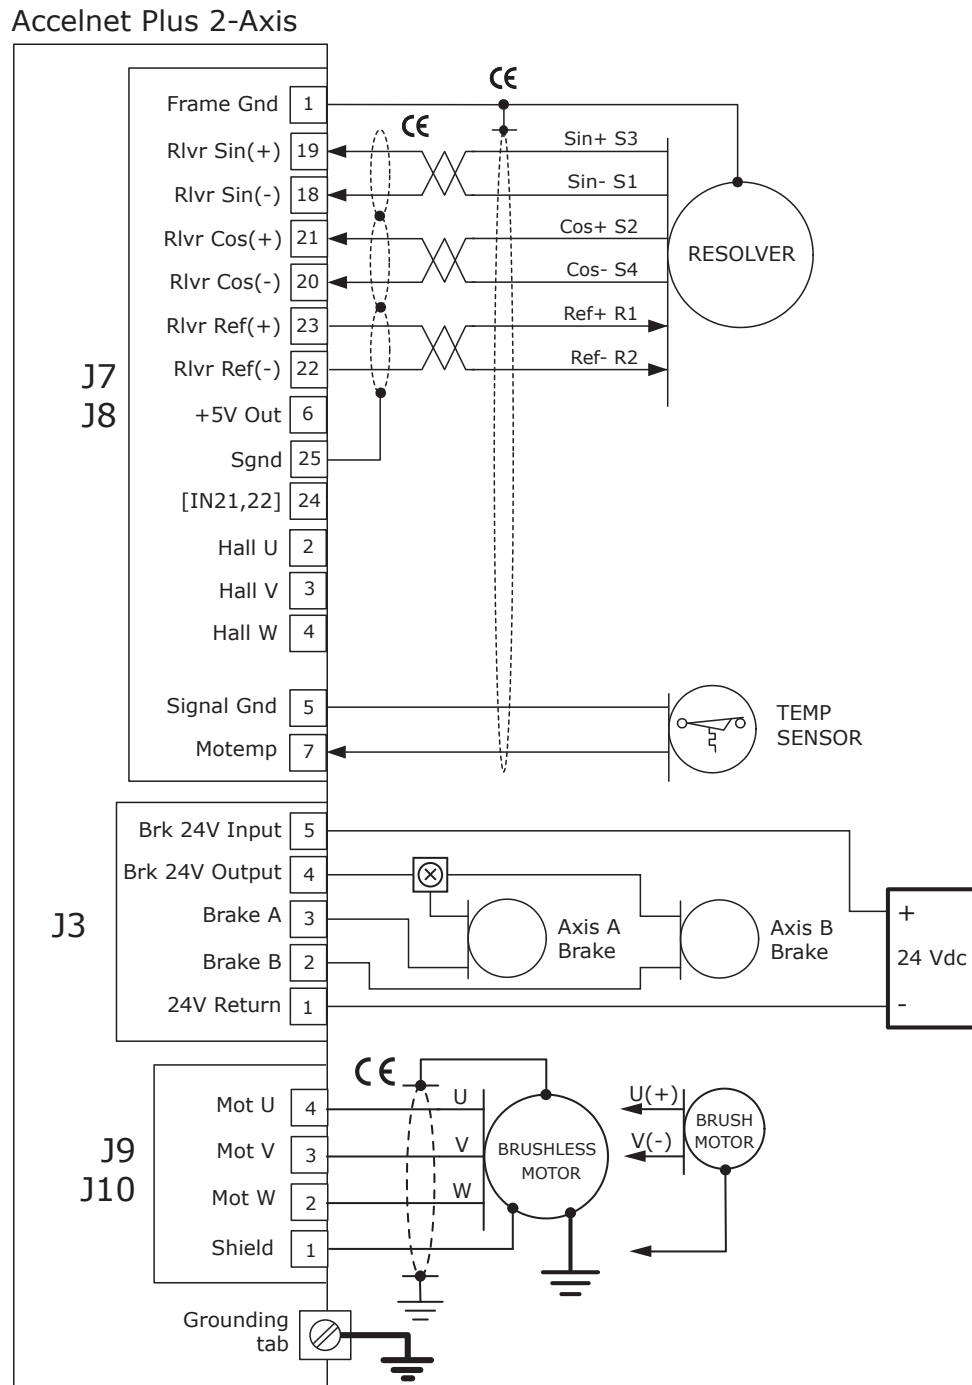 Accelnet Plus 2-Axis
CE
Frame Gnd 1
CE
Rlvr Sin(+) 19 Sin+ S3
Rlvr Sin(-) 18 Sin- S1
Rlvr Cos(+) 21 Cos+ S2
RESOLVER
Rlvr Cos(-) 20 Cos- S4
Rlvr Ref(+) 23 Ref+ R1
Rlvr Ref(-) 22 Ref- R2
J7
J8
+5V Out 6
Sgnd 25
[IN21,22] 24
Hall U 2
Hall V 3
Hall W 4
Signal Gnd 5
Motemp 7
TEMP
SENSOR
Brk 24V Input 5
Brk 24V Output 4
J3
Brake A 3
Brake B 2
24V Return 1
Axis A
Brake
Axis B
Brake
+
24 Vdc
-
CE
J9
J10
Mot U 4 U
Mot V 3 V
Mot W 2 W
Shield 1
BRUSHLESS
MOTOR
U(+)
V(-)
BRUSH
MOTOR
Grounding
tab